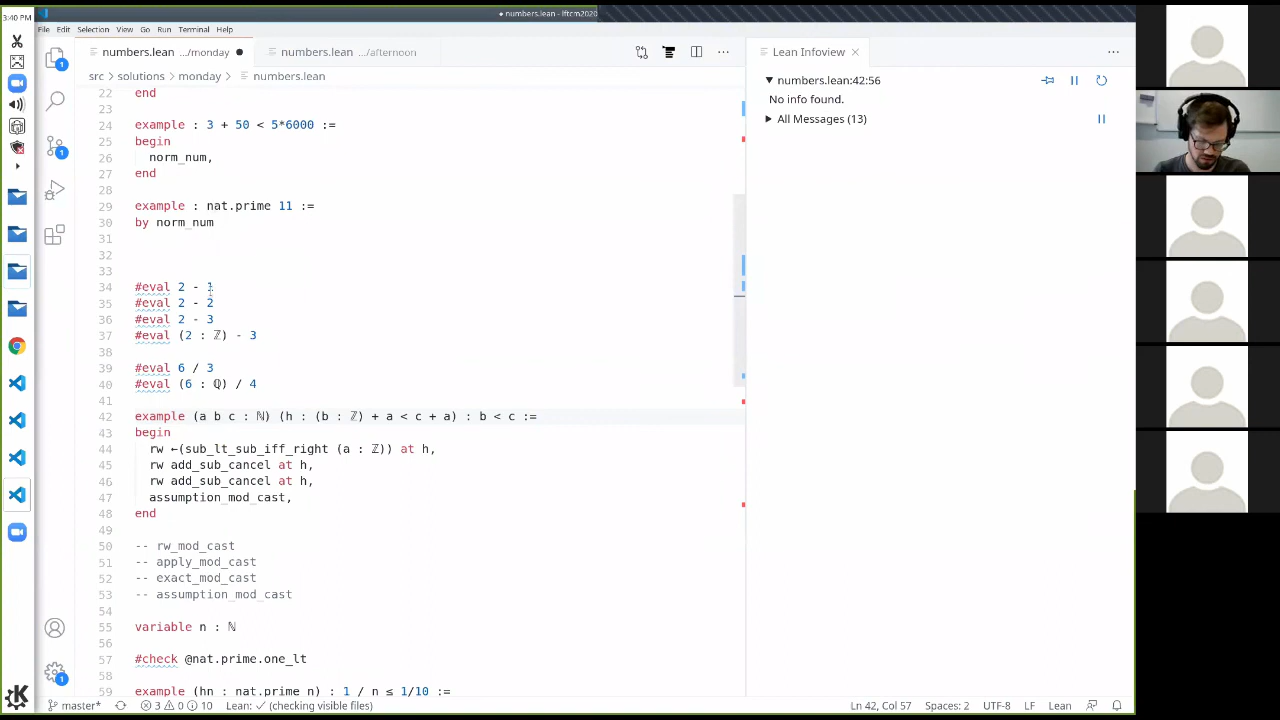 3:40 PM
● numbers.lean - lftcm2020
File Edit Selection View Go Run Terminal Help
numbers.lean .../monday ●
numbers.lean .../afternoon
Lean Infoview
src › solutions › monday › numbers.lean
numbers.lean:42:56
No info found.
All Messages (13)
22 end
23
24 example : 3 + 50 < 5*6000 :=
25 begin
26 norm_num,
27 end
28
29 example : nat.prime 11 :=
30 by norm_num
31
32
33
34 #eval 2 - 1
35 #eval 2 - 2
36 #eval 2 - 3
37 #eval (2 : ℤ) - 3
38
39 #eval 6 / 3
40 #eval (6 : ℚ) / 4
41
42 example (a b c : ℕ) (h : (b : ℤ) + a < c + a) : b < c :=
43 begin
44 rw ←(sub_lt_sub_iff_right (a : ℤ)) at h,
45 rw add_sub_cancel at h,
46 rw add_sub_cancel at h,
47 assumption_mod_cast,
48 end
49
50 -- rw_mod_cast
51 -- apply_mod_cast
52 -- exact_mod_cast
53 -- assumption_mod_cast
54
55 variable n : ℕ
56
57 #check @nat.prime.one_lt
58
59 example (hn : nat.prime n) : 1 / n ≤ 1/10 :=
1
1
1
master* 3 0 10 Lean: ✓ (checking visible files)
Ln 42, Col 57 Spaces: 2 UTF-8 LF Lean